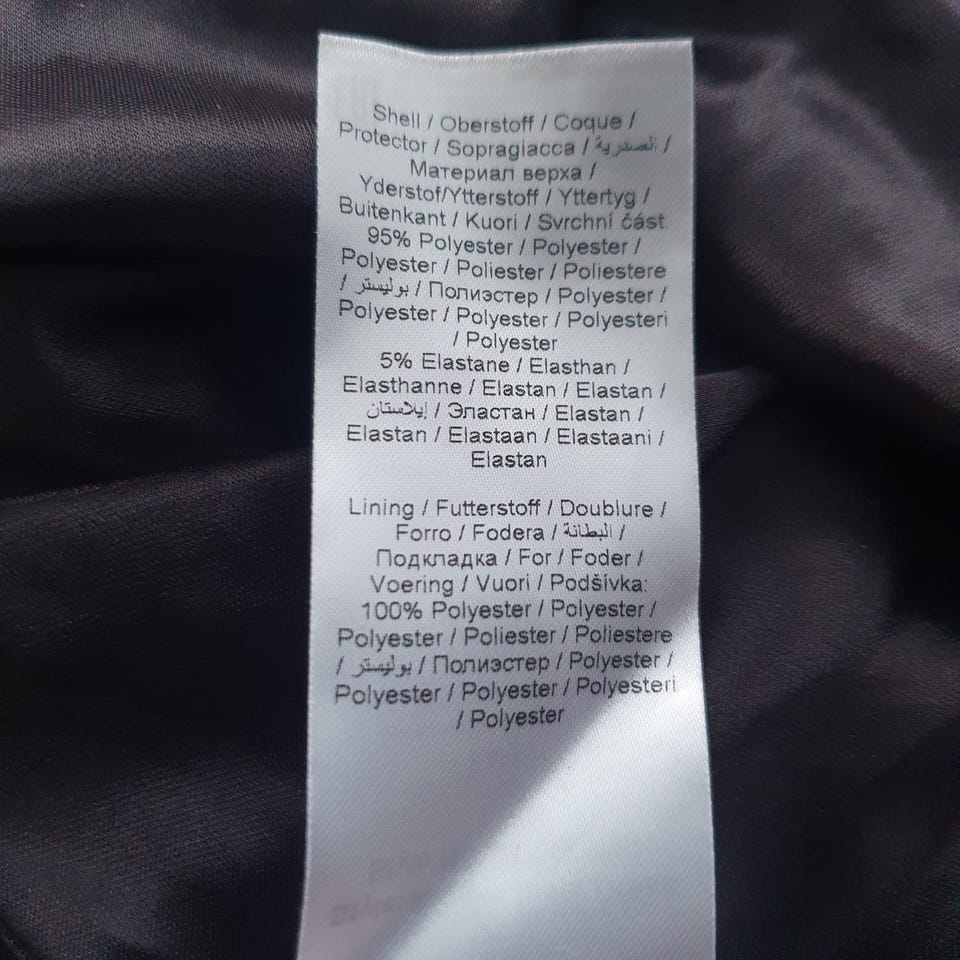 Shell / Oberstoff / Coque /
Protector / Sopragiacca / الصدرية /
Материал верха /
Yderstof/Ytterstoff / Yttertyg /
Buitenkant / Kuori / Svrchní část
95% Polyester / Polyester /
Polyester / Poliester / Poliestere
/ بوليستر / Полиэстер / Polyester /
Polyester / Polyester / Polyesteri
/ Polyester
5% Elastane / Elasthan /
Elasthanne / Elastan / Elastan /
إيلاستان / Эластан / Elastan /
Elastan / Elastaan / Elastaani /
Elastan
Lining / Futterstoff / Doublure /
Forro / Fodera / البطانة /
Подкладка / For / Foder /
Voering / Vuori / Podšívka:
100% Polyester / Polyester /
Polyester / Poliester / Poliestere
/ بوليستر / Полиэстер / Polyester /
Polyester / Polyester / Polyesteri
/ Polyester